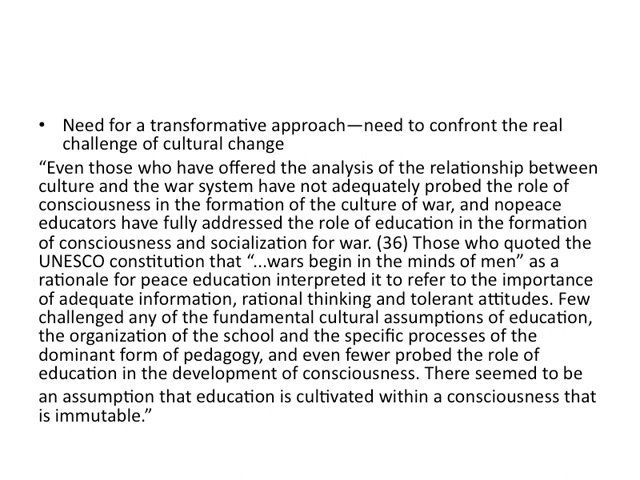 • Need for a transformative approach—need to confront the real
challenge of cultural change
“Even those who have offered the analysis of the relationship between
culture and the war system have not adequately probed the role of
consciousness in the formation of the culture of war, and nopeace
educators have fully addressed the role of education in the formation
of consciousness and socialization for war. (36) Those who quoted the
UNESCO constitution that “...wars begin in the minds of men” as a
rationale for peace education interpreted it to refer to the importance
of adequate information, rational thinking and tolerant attitudes. Few
challenged any of the fundamental cultural assumptions of education,
the organization of the school and the specific processes of the
dominant form of pedagogy, and even fewer probed the role of
education in the development of consciousness. There seemed to be
an assumption that education is cultivated within a consciousness that
is immutable.”